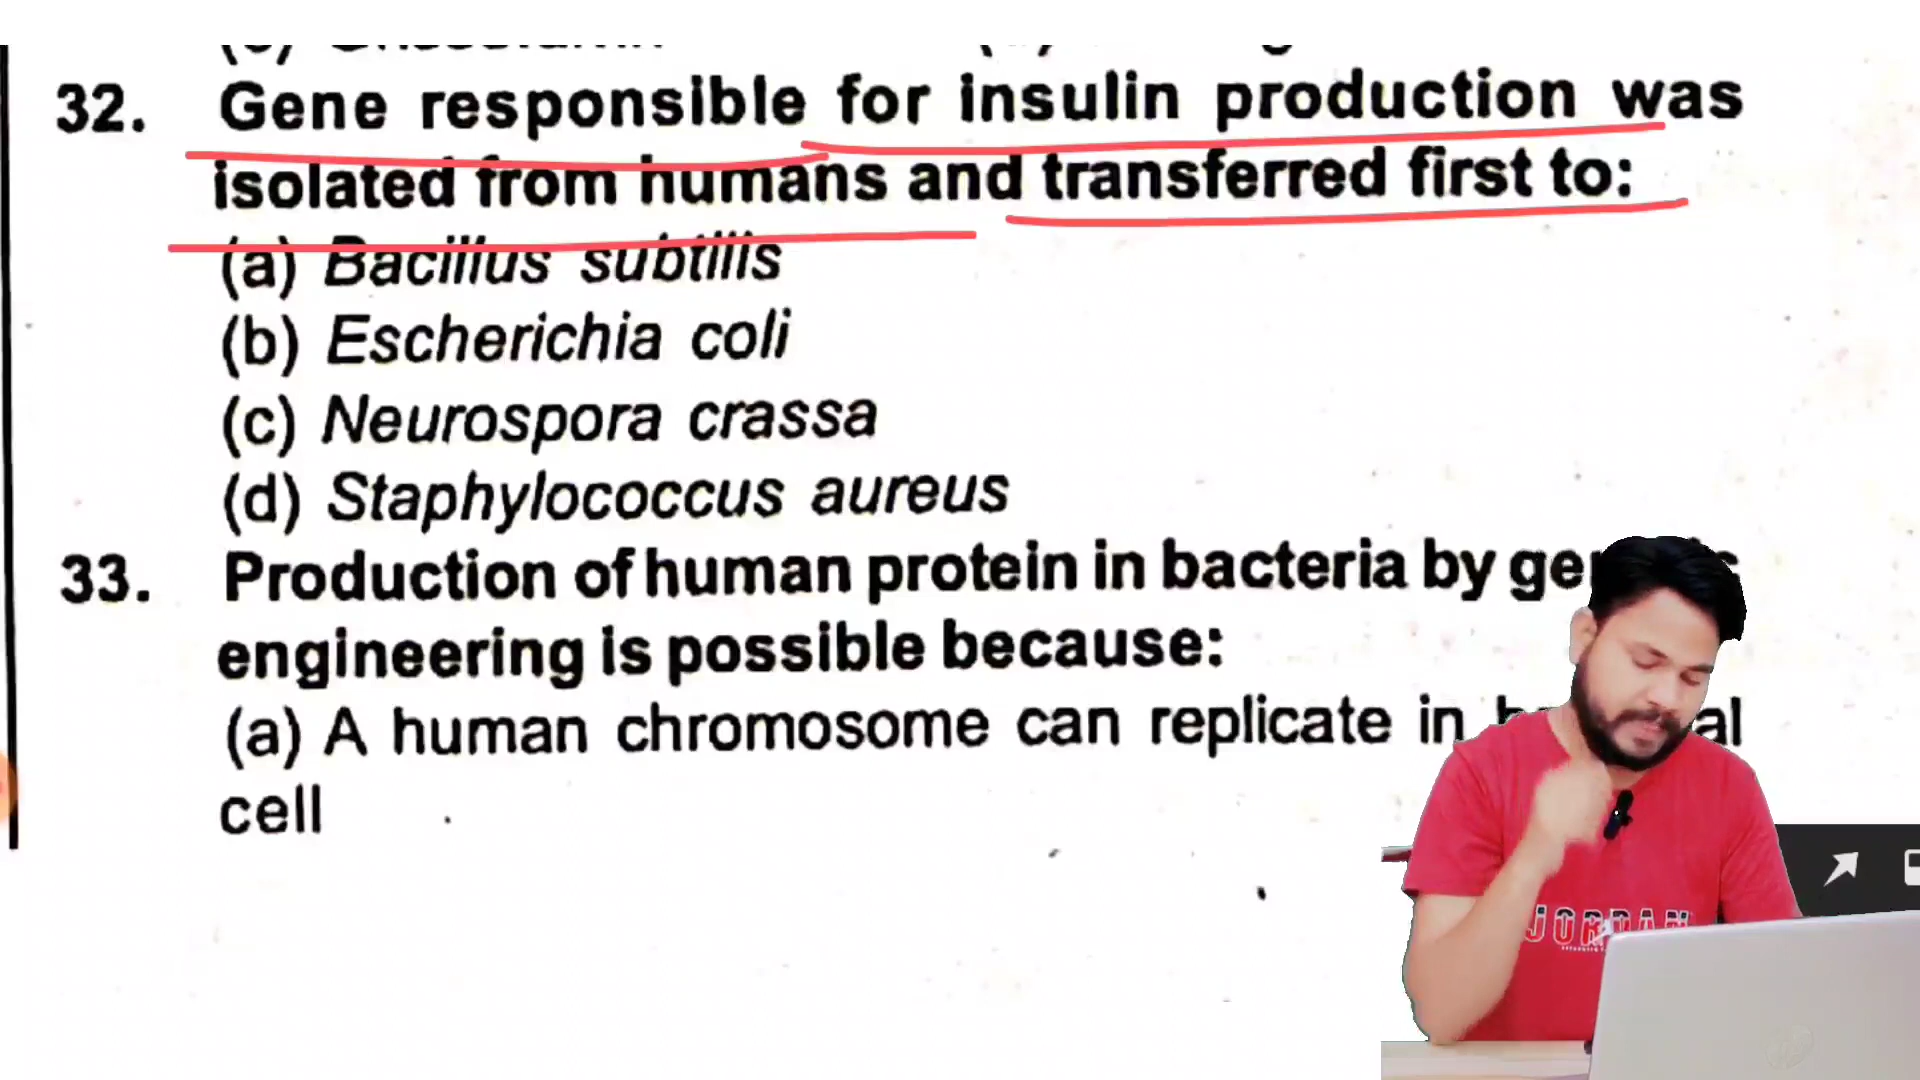 32. Gene responsible for insulin production was
isolated from humans and transferred first to:
(a) Bacillus subtilis
(b) Escherichia coli
(c) Neurospora crassa
(d) Staphylococcus aureus
33. Production of human protein in bacteria by
engineering is possible because:
(a) A human chromosome can replicate in
cell
JORDAN